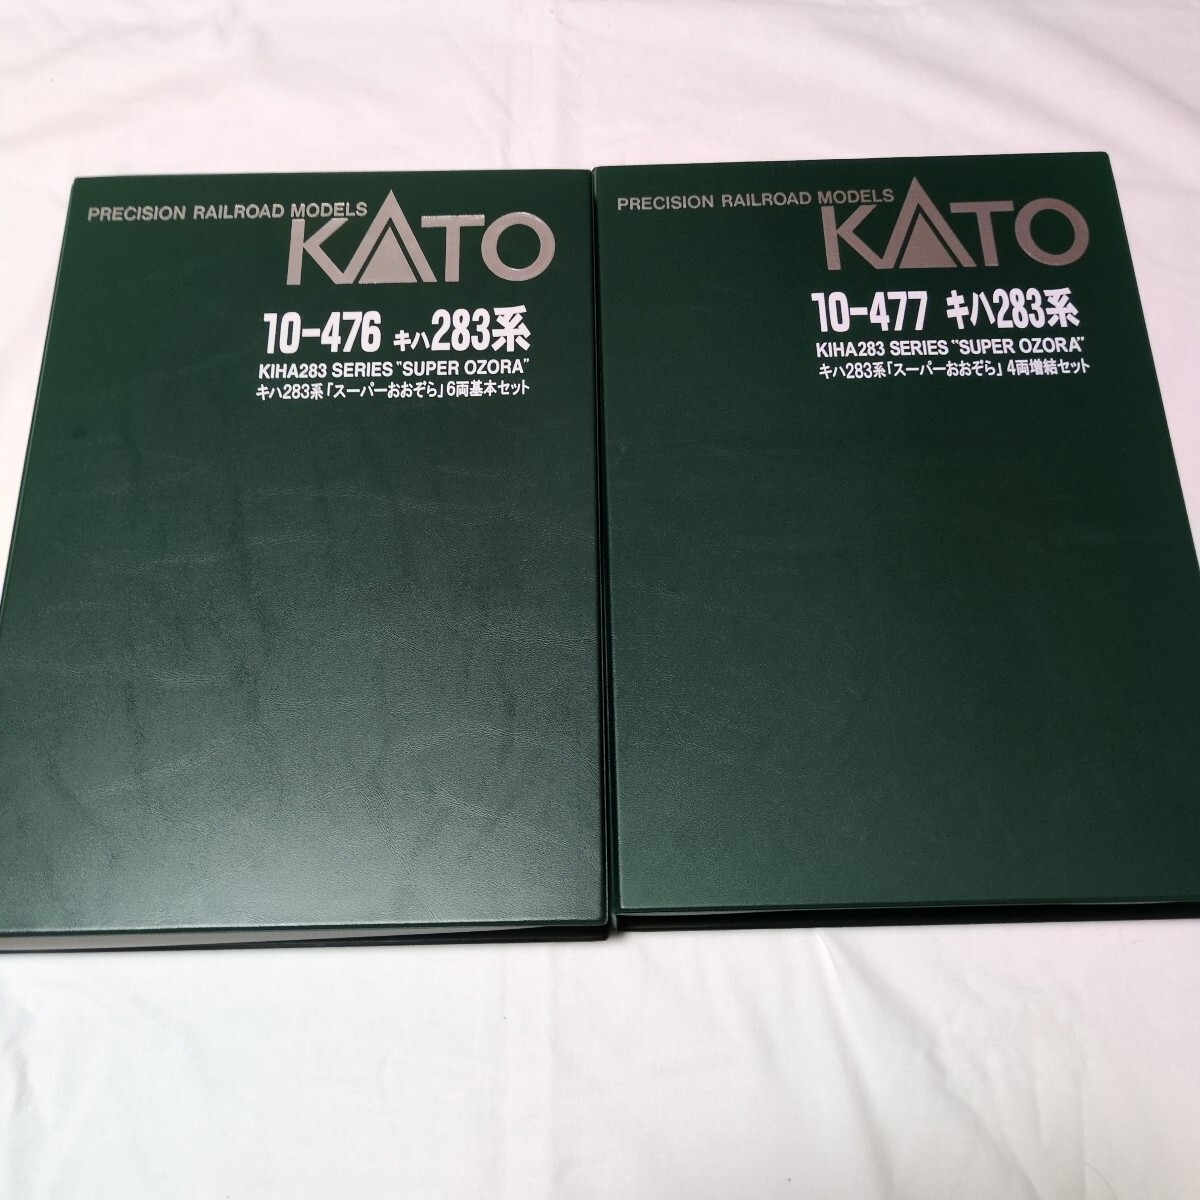 PRECISION RAILROAD MODELS
KATO
10-476 キハ283系
KIHA283 SERIES "SUPER OZORA"
キハ283系「スーパーおおぞら」6両基本セット
PRECISION RAILROAD MODELS
KATO
10-477 キハ283系
KIHA283 SERIES "SUPER OZORA"
キハ283系「スーパーおおぞら」4両増結セット